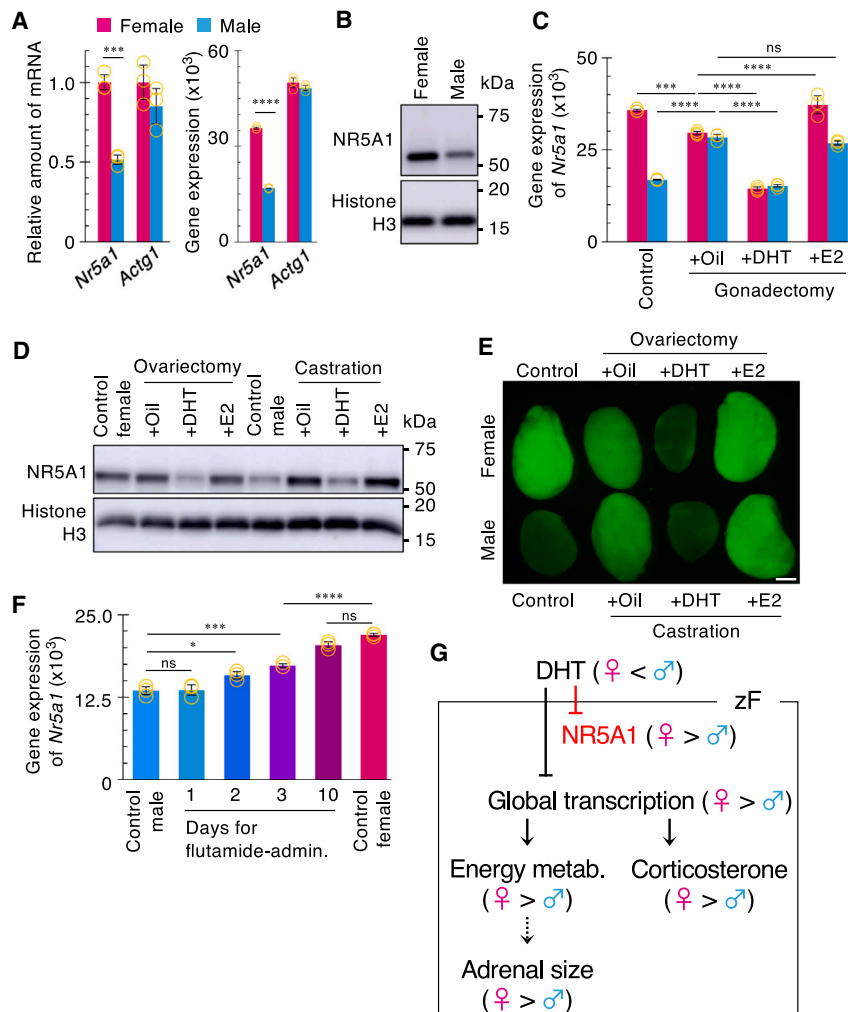 A
Female Male
Relative amount of mRNA
***
1.0
0.5
0
Nr5a1
Actg1
Gene expression (x10³)
60
30
0
****
Nr5a1
Actg1
B
Female
Male
kDa
NR5A1
75
50
Histone
H3
20
15
C
Gene expression
of Nr5a1 (x10³)
50
25
0
ns
****
*** ****
**** ****
Control
+Oil +DHT +E2
Gonadectomy
D
Control
female
Ovariectomy
+Oil
+DHT
+E2
Control
male
Castration
+Oil
+DHT
+E2
kDa
NR5A1
75
50
Histone
H3
20
15
E
Ovariectomy
Control +Oil +DHT +E2
Female
Male
Control +Oil +DHT +E2
Castration
F
Gene expression
of Nr5a1 (x10³)
25.0
12.5
0
****
***
ns
*
ns
Control
male
1 2 3 10
Days for
flutamide-admin.
Control
female
G
DHT (♀ < ♂)
zF
NR5A1 (♀ > ♂)
Global transcription (♀ > ♂)
Energy metab. Corticosterone
(♀ > ♂) (♀ > ♂)
Adrenal size
(♀ > ♂)